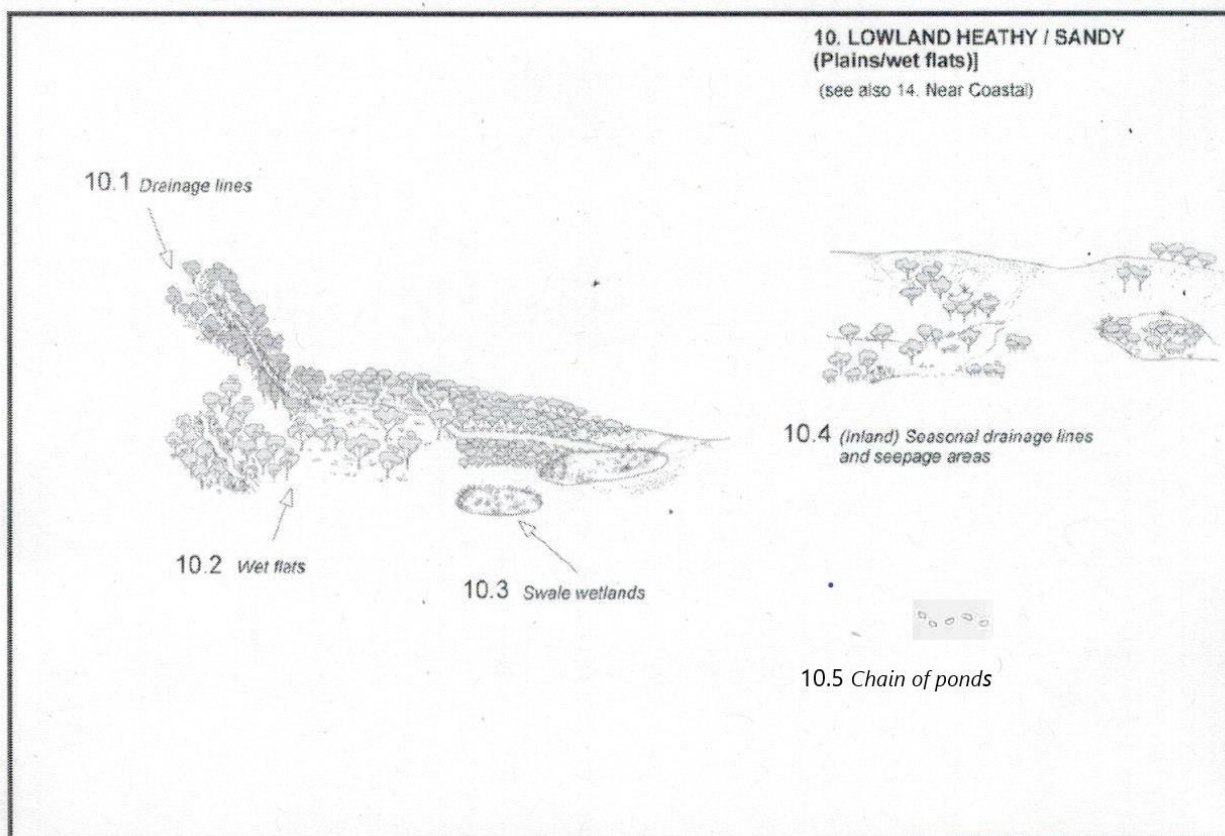 10. LOWLAND HEATHY / SANDY
(Plains/wet flats)]
(see also 14. Near Coastal)
10.1 Drainage lines
10.4 (inland) Seasonal drainage lines
and seepage areas
10.2 Wet flats
10.3 Swale wetlands
10.5 Chain of ponds